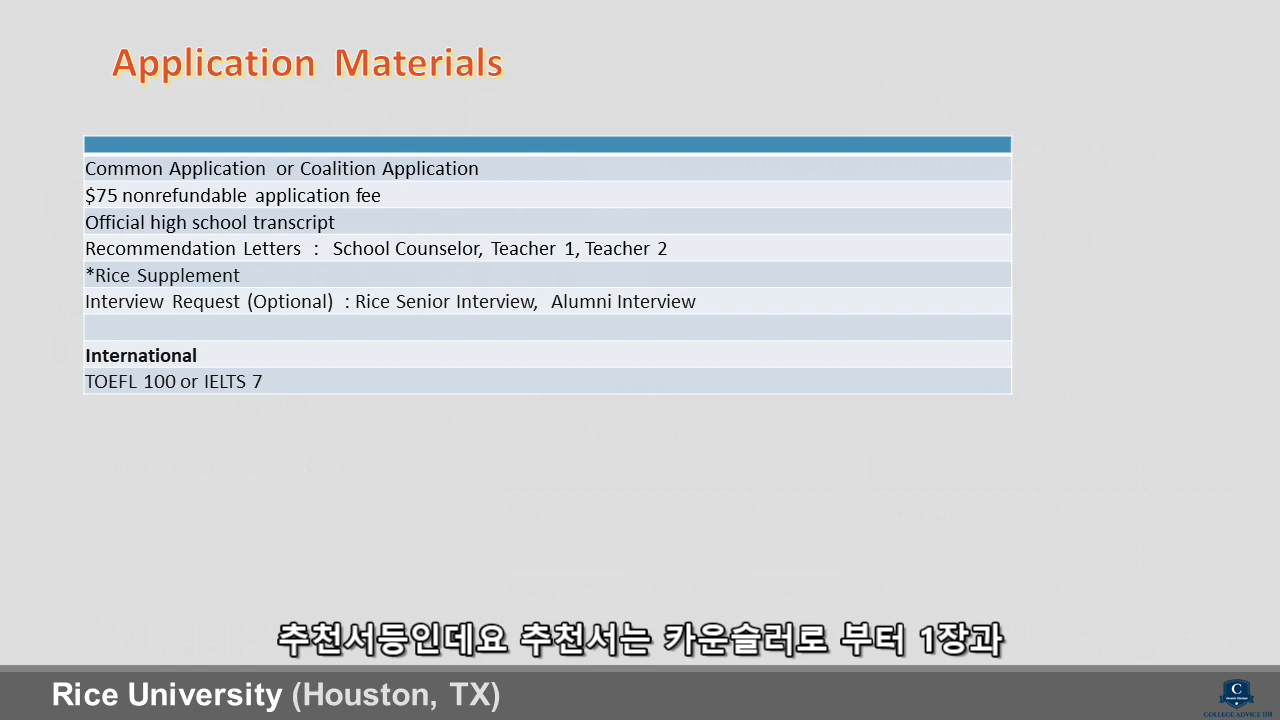 Application Materials
Common Application or Coalition Application
$75 nonrefundable application fee
Official high school transcript
Recommendation Letters : School Counselor, Teacher 1, Teacher 2
*Rice Supplement
Interview Request (Optional) : Rice Senior Interview, Alumni Interview
International
TOEFL 100 or IELTS 7
추천서등인데요 추천서는 카운슬러로 부터 1장과
Rice University (Houston, TX)
C
COLLEGE ADVICE 101